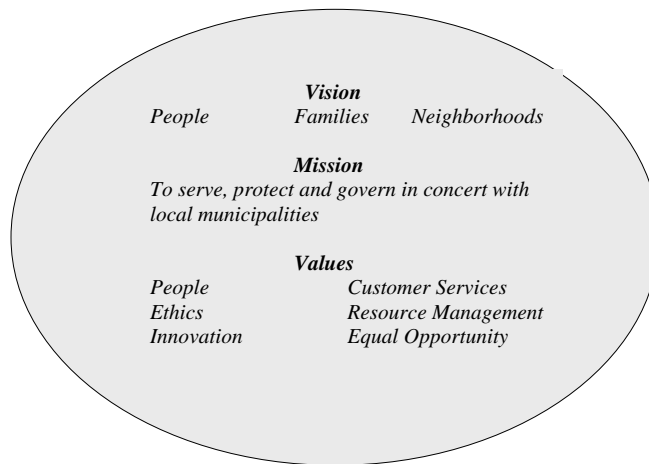 Vision
People Families Neighborhoods
Mission
To serve, protect and govern in concert with
local municipalities
Values
People Customer Services
Ethics Resource Management
Innovation Equal Opportunity